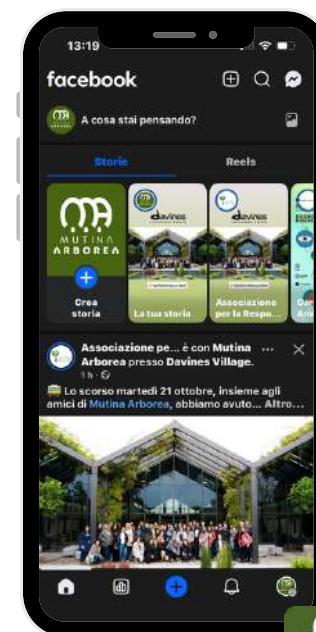 13:19
facebook
A cosa stai pensando?
Storie
Reels
MUTINA
ARBOREA
Crea
storia
davines
La tua storia
davines
Associazione
per la Respo...
Associazione pe... è con Mutina
Arborea presso Davines Village.
1 h ·
Lo scorso martedì 21 ottobre, insieme agli
amici di Mutina Arborea, abbiamo avuto... Altro...